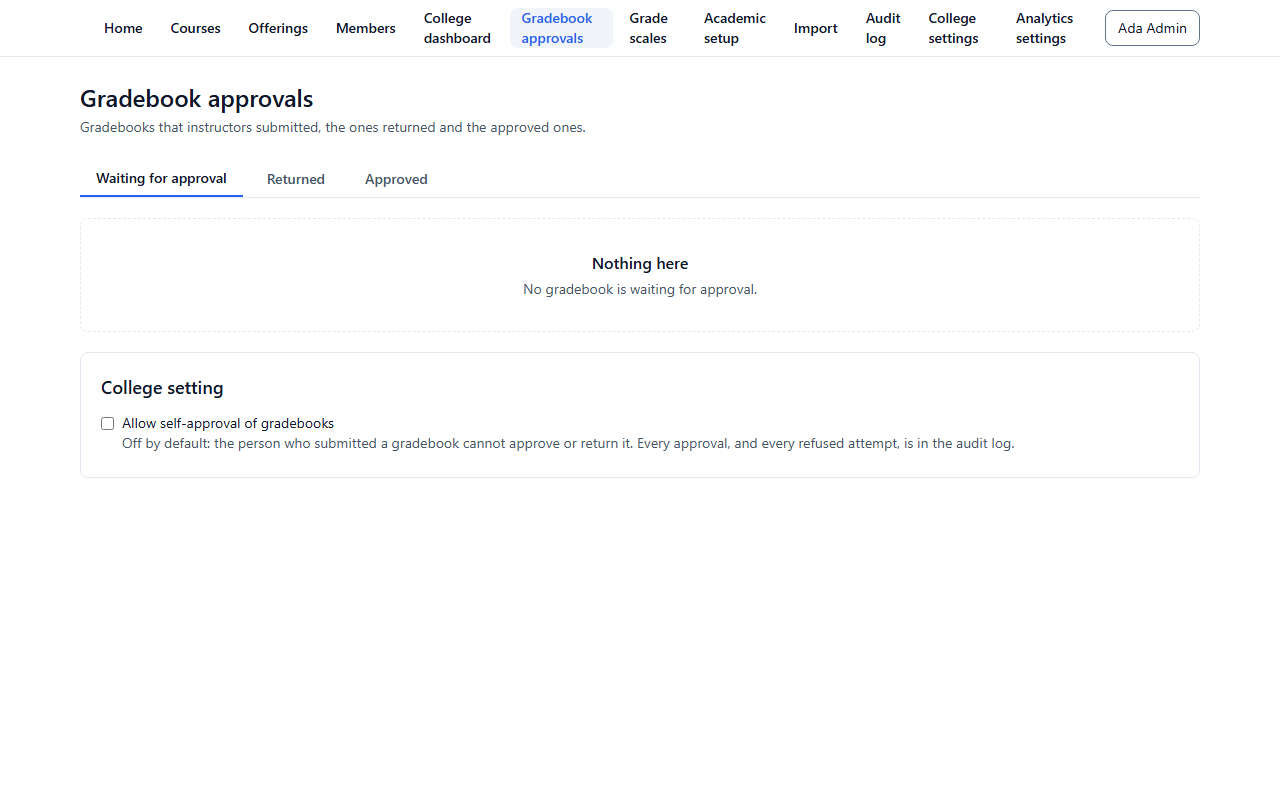 Home
Courses
Offerings
Members
College dashboard
Gradebook approvals
Grade scales
Academic setup
Import
Audit log
College settings
Analytics settings
Ada Admin
Gradebook approvals
Gradebooks that instructors submitted, the ones returned and the approved ones.
Waiting for approval
Returned
Approved
Nothing here
No gradebook is waiting for approval.
College setting
Allow self-approval of gradebooks
Off by default: the person who submitted a gradebook cannot approve or return it. Every approval, and every refused attempt, is in the audit log.